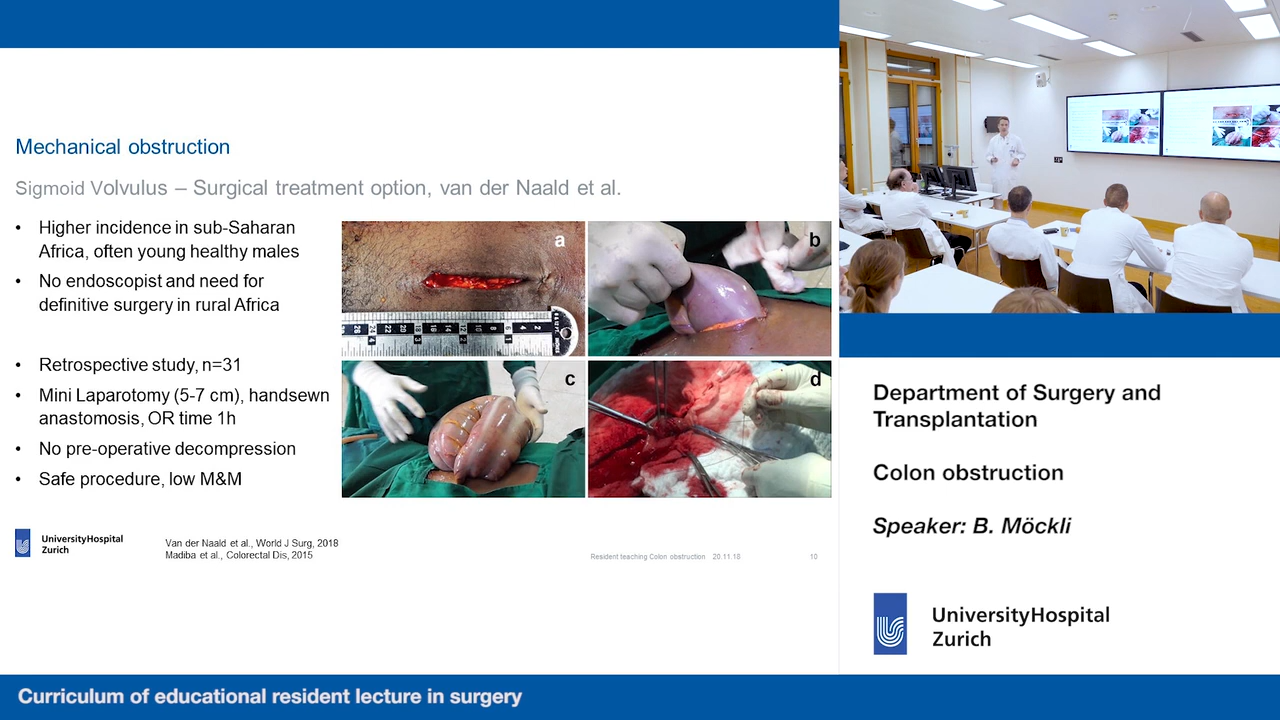 Mechanical obstruction
Sigmoid Volvulus – Surgical treatment option, van der Naald et al.
• Higher incidence in sub-Saharan
Africa, often young healthy males
• No endoscopist and need for
definitive surgery in rural Africa
• Retrospective study, n=31
• Mini Laparotomy (5-7 cm), handsewn
anastomosis, OR time 1h
• No pre-operative decompression
• Safe procedure, low M&M
a
b
c
d
UniversityHospital
Zurich
Van der Naald et al., World J Surg, 2018
Madiba et al., Colorectal Dis, 2015
Resident teaching Colon obstruction 20.11.18 10
Department of Surgery and
Transplantation
Colon obstruction
Speaker: B. Möckli
UniversityHospital
Zurich
Curriculum of educational resident lecture in surgery